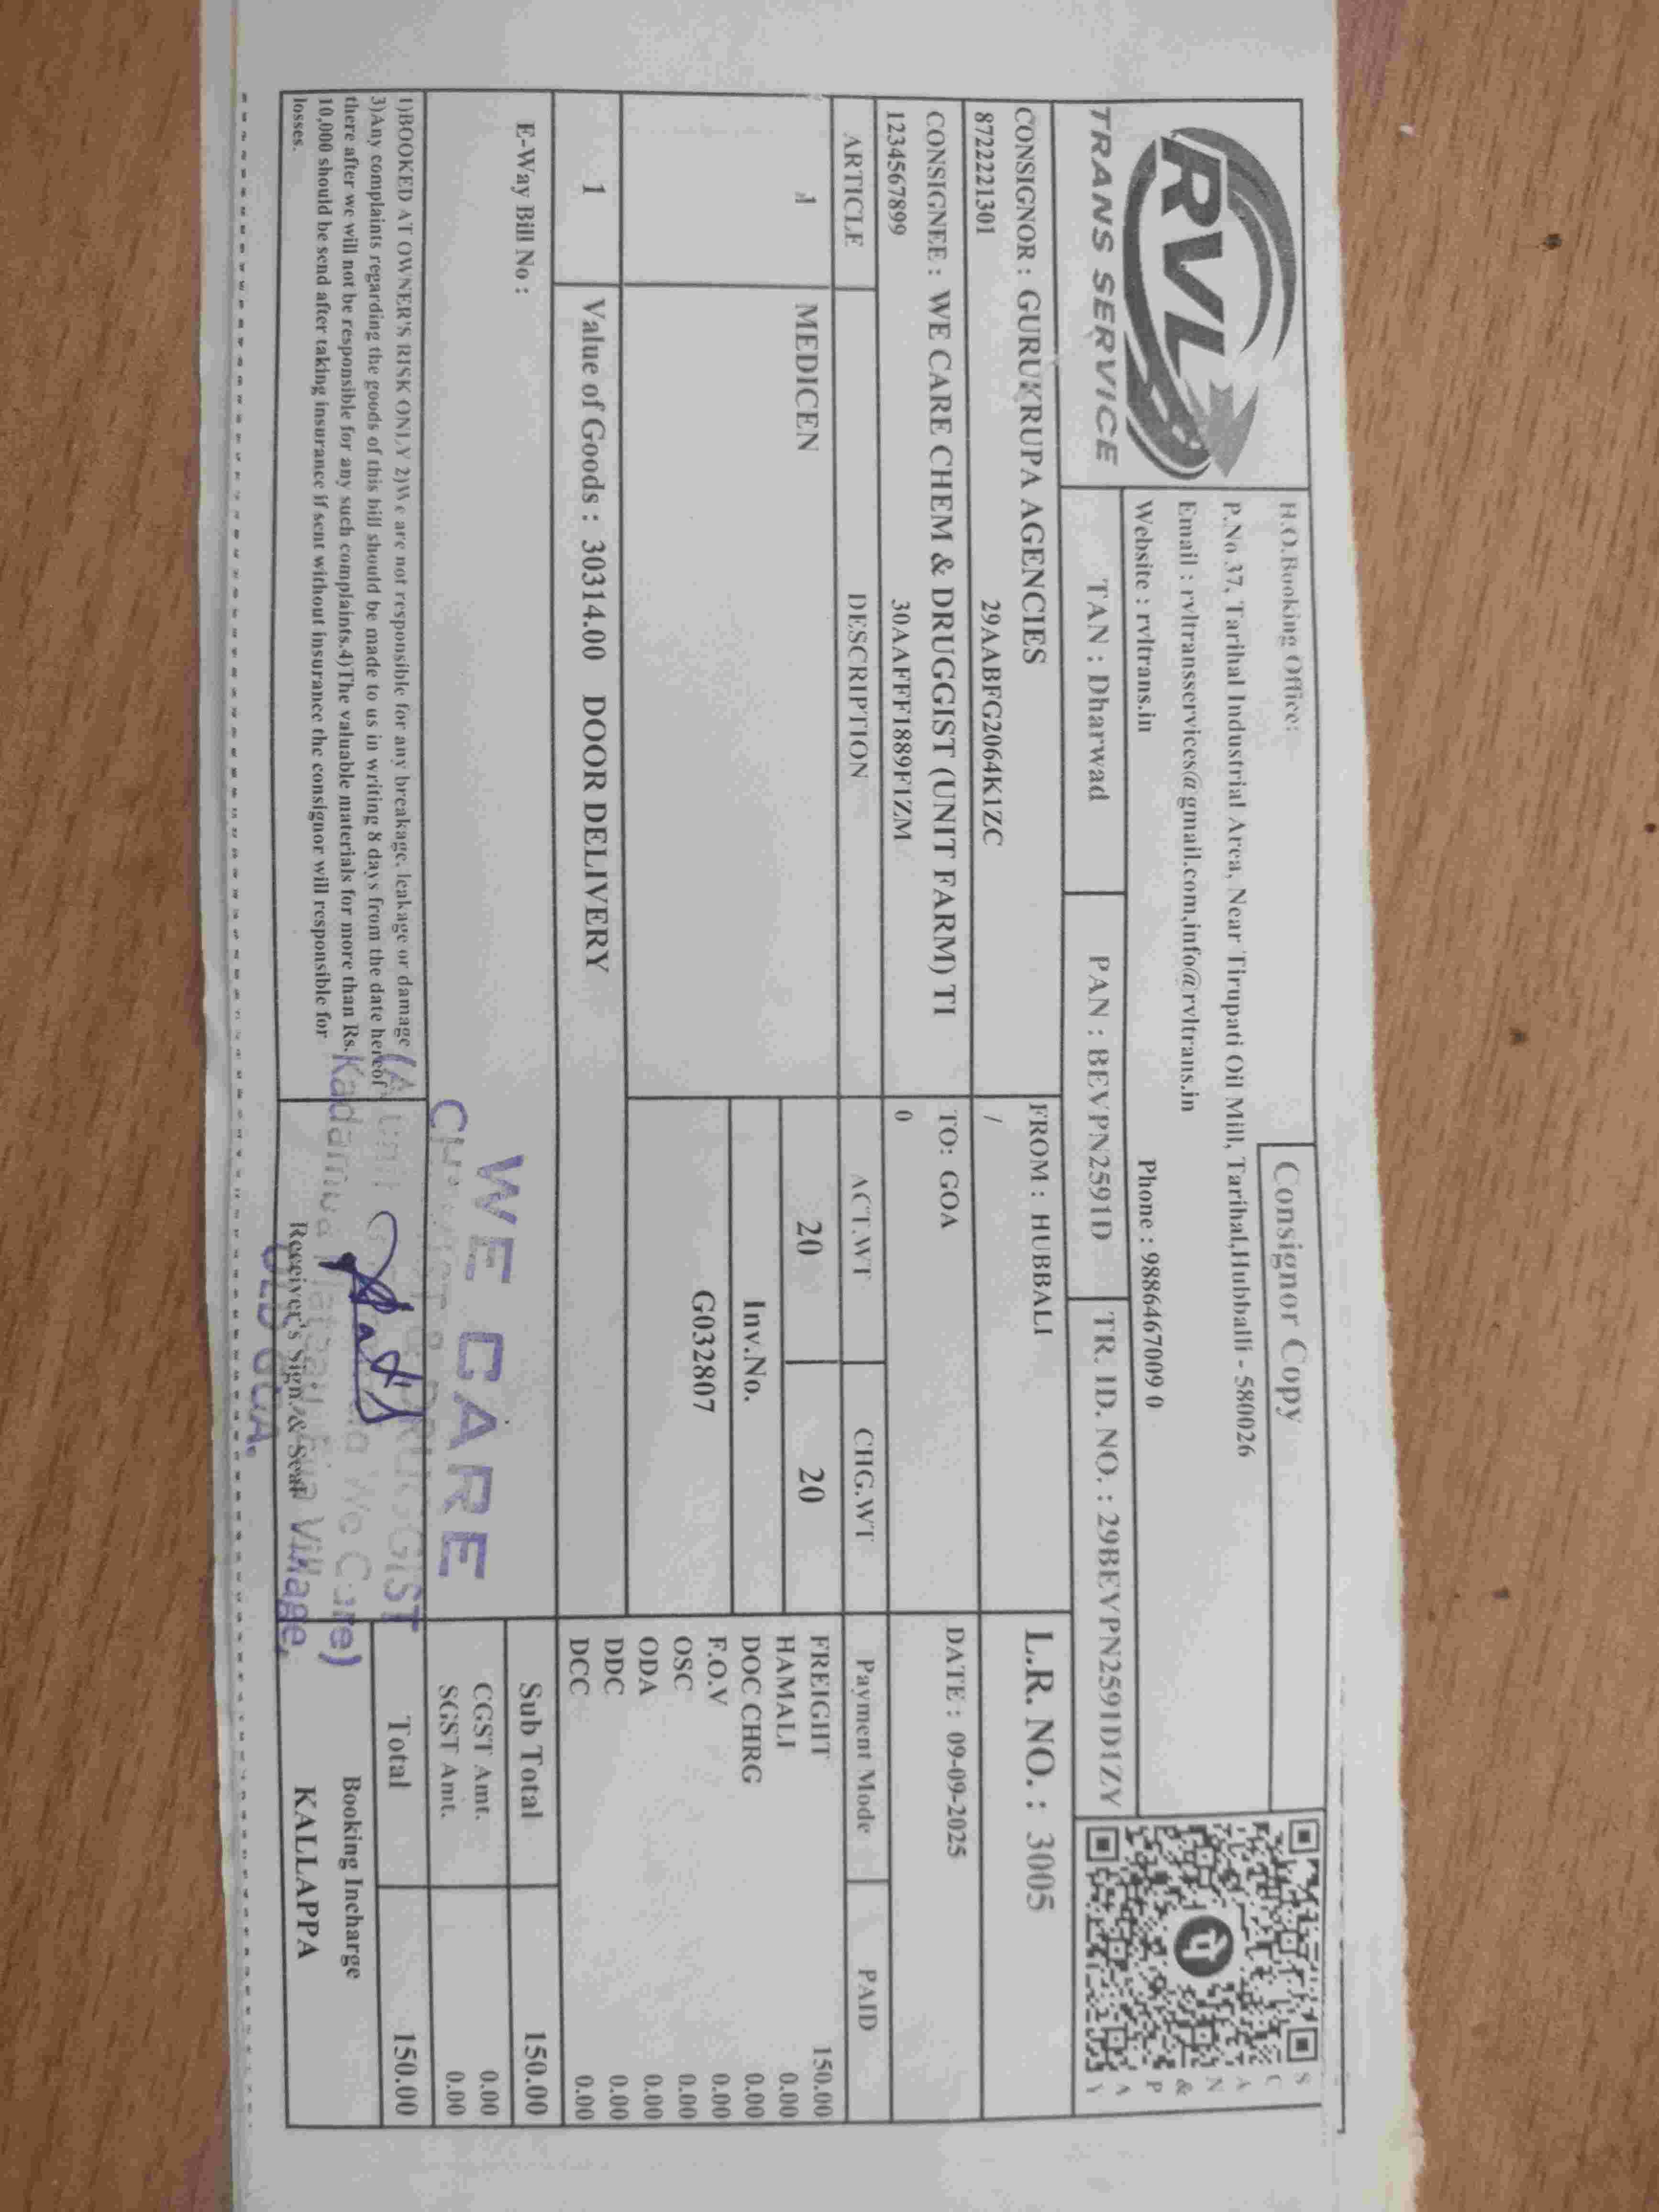 RVL
TRANS SERVICE
H.O.Booking Office:
Consignor Copy
P.No 37, Tarihal Industrial Area, Near Tirupati Oil Mill, Tarihal,Hubballi - 580026
Email : rvltransservices@gmail.com,info@rvltrans.in
Website : rvltrans.in Phone : 9886467009 0
SCAN & PAY
TAN : Dharwad PAN : BEVPN2591D TR. ID. NO. : 29BEVPN2591D1ZY
CONSIGNOR : GURUKRUPA AGENCIES FROM : HUBBALI L.R. NO. : 3005
8722221301 29AABFG2064K1ZC /
CONSIGNEE : WE CARE CHEM & DRUGGIST (UNIT FARM) TI TO: GOA DATE : 09-09-2025
1234567899 30AAFFF1889F1ZM 0
ARTICLE DESCRIPTION ACT.WT CHG.WT Payment Mode PAID
1 MEDICEN 20 20 FREIGHT 150.00
HAMALI 0.00
Inv.No. DOC CHRG 0.00
G032807 F.O.V 0.00
OSC 0.00
ODA 0.00
DDC 0.00
1 Value of Goods : 30314.00 DOOR DELIVERY DCC 0.00
E-Way Bill No : Sub Total 150.00
CGST Amt. 0.00
SGST Amt. 0.00
Total 150.00
WE CARE
1)BOOKED AT OWNER'S RISK ONLY 2)We are not responsible for any breakage, leakage or damage
3)Any complaints regarding the goods of this bill should be made to us in writing 8 days from the date hereof
there after we will not be responsible for any such complaints.4)The valuable materials for more than Rs.
10,000 should be send after taking insurance if sent without insurance the consignor will responsible for
losses.
We Care)
Village,
GOA.
Receiver's Sign. & Seal
Booking Incharge
KALLAPPA